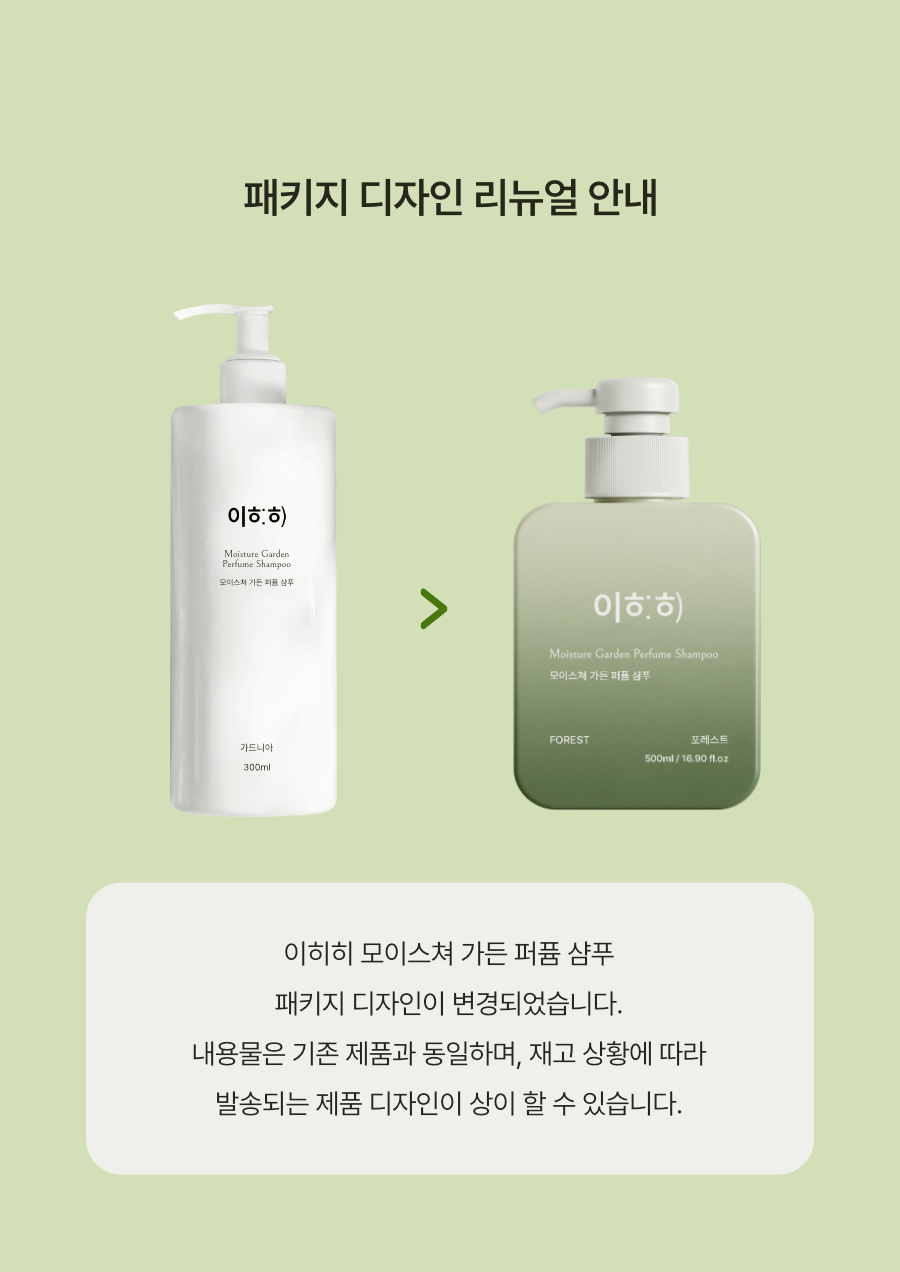 패키지 디자인 리뉴얼 안내
이히히
Moisture Garden
Perfume Shampoo
모이스쳐 가든 퍼퓸 샴푸
가드니아
300ml
이히히
Moisture Garden Perfume Shampoo
모이스쳐 가든 퍼퓸 샴푸
FOREST 포레스트
500ml / 16.90 fl.oz
이히히 모이스쳐 가든 퍼퓸 샴푸
패키지 디자인이 변경되었습니다.
내용물은 기존 제품과 동일하며, 재고 상황에 따라
발송되는 제품 디자인이 상이 할 수 있습니다.